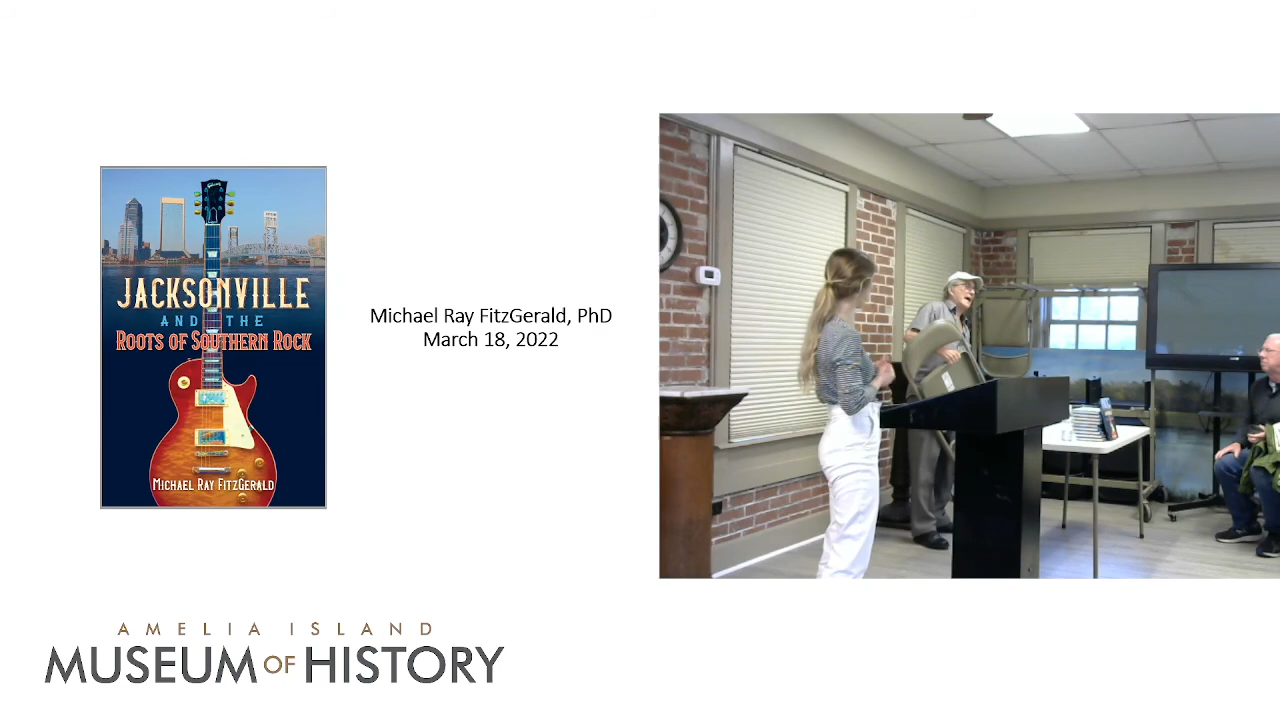 Gibson
JACKSONVILLE
AND THE
ROOTS OF SOUTHERN ROCK
MICHAEL RAY FITZGERALD
Michael Ray FitzGerald, PhD
March 18, 2022
AMELIA ISLAND
MUSEUM OF HISTORY